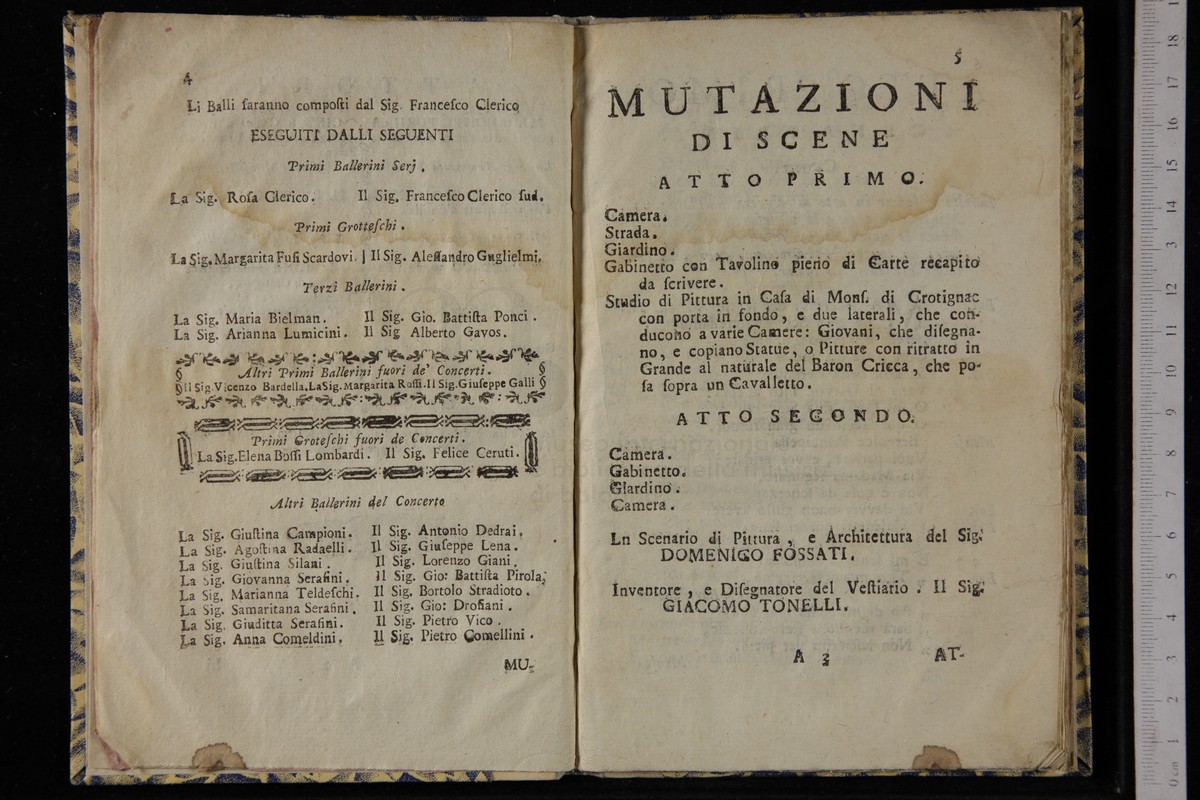 4
Li Balli ſaranno compoſti dal Sig. Franceſco Clerico
ESEGUITI DALLI SEGUENTI
Primi Ballerini Serj.
La Sig. Roſa Clerico. Il Sig. Franceſco Clerico ſud.
Primi Grotteſchi.
La Sig. Margarita Fuſi Scardovi. | Il Sig. Aleſſandro Guglielmi.
Terzi Ballerini.
La Sig. Maria Bielman. Il Sig. Gio. Battiſta Ponci.
La Sig. Arianna Lumicini. Il Sig Alberto Gavos.
Altri Primi Ballerini fuori de' Concerti.
Il Sig. Vicenzo Bardella. La Sig. Margarita Roſſi. Il Sig. Giuſeppe Galli
Primi Groteſchi fuori de Concerti.
La Sig. Elena Boſſi Lombardi. Il Sig. Felice Ceruti.
Altri Ballerini del Concerto
La Sig. Giuſtina Campioni. Il Sig. Antonio Dedrai.
La Sig. Agoſtina Radaelli. Il Sig. Giuſeppe Lena.
La Sig. Giuſtina Silani. Il Sig. Lorenzo Giani.
La Sig. Giovanna Serafini. Il Sig. Gio: Battiſta Pirola.
La Sig. Marianna Teldeſchi. Il Sig. Bortolo Stradioto.
La Sig. Samaritana Serafini. Il Sig. Gio: Drofiani.
La Sig. Giuditta Serafini. Il Sig. Pietro Vico.
La Sig. Anna Comeldini. Il Sig. Pietro Comellini.
MU-
5
MUTAZIONI
DI SCENE
ATTO PRIMO.
Camera.
Strada.
Giardino.
Gabinetto con Tavolino pieno di Carte recapito
da ſcrivere.
Studio di Pittura in Caſa di Monſ. di Crotignac
con porta in fondo, e due laterali, che con-
ducono a varie Camere: Giovani, che diſegna-
no, e copiano Statue, o Pitture con ritratto in
Grande al naturale del Baron Cricca, che po-
ſa ſopra un Cavalletto.
ATTO SECONDO.
Camera.
Gabinetto.
Giardino.
Camera.
Ln Scenario di Pittura, e Architettura del Sig.
DOMENIGO FOSSATI.
Inventore, e Diſegnatore del Veſtiario. Il Sig.
GIACOMO TONELLI.
A 3 AT-